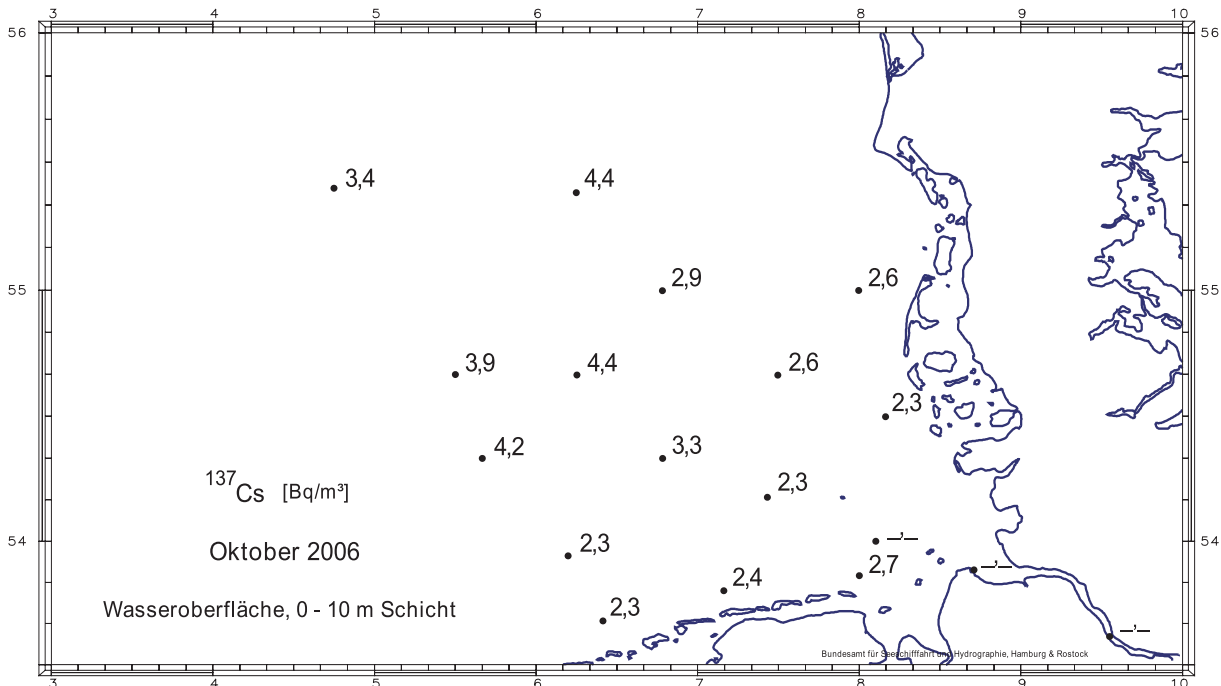 3 4 5 6 7 8 9 10
56 56
3,4 4,4
2,9 2,6
55 55
3,9 4,4 2,6
2,3
4,2 3,3
137Cs [Bq/m³] 2,3
54 54
Oktober 2006 2,3 _,_
2,7 _,_
2,4
Wasseroberfläche, 0 - 10 m Schicht 2,3
_,_
Bundesamt für Seeschifffahrt und Hydrographie, Hamburg & Rostock
3 4 5 6 7 8 9 10